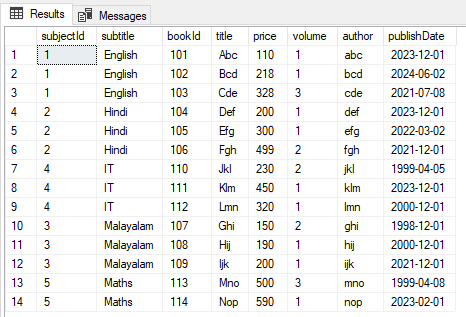 Results Messages
subjectId subtitle bookId title price volume author publishDate
1 1 English 101 Abc 110 1 abc 2023-12-01
2 1 English 102 Bcd 218 1 bcd 2024-06-02
3 1 English 103 Cde 328 3 cde 2021-07-08
4 2 Hindi 104 Def 200 1 def 2023-12-01
5 2 Hindi 105 Efg 300 1 efg 2022-03-02
6 2 Hindi 106 Fgh 499 2 fgh 2021-12-01
7 4 IT 110 Jkl 230 2 jkl 1999-04-05
8 4 IT 111 Klm 450 1 klm 2023-12-01
9 4 IT 112 Lmn 320 1 lmn 2000-12-01
10 3 Malayalam 107 Ghi 150 2 ghi 1998-12-01
11 3 Malayalam 108 Hij 190 1 hij 2000-12-01
12 3 Malayalam 109 Ijk 200 1 ijk 2021-12-01
13 5 Maths 113 Mno 500 3 mno 1999-04-08
14 5 Maths 114 Nop 590 1 nop 2023-02-01